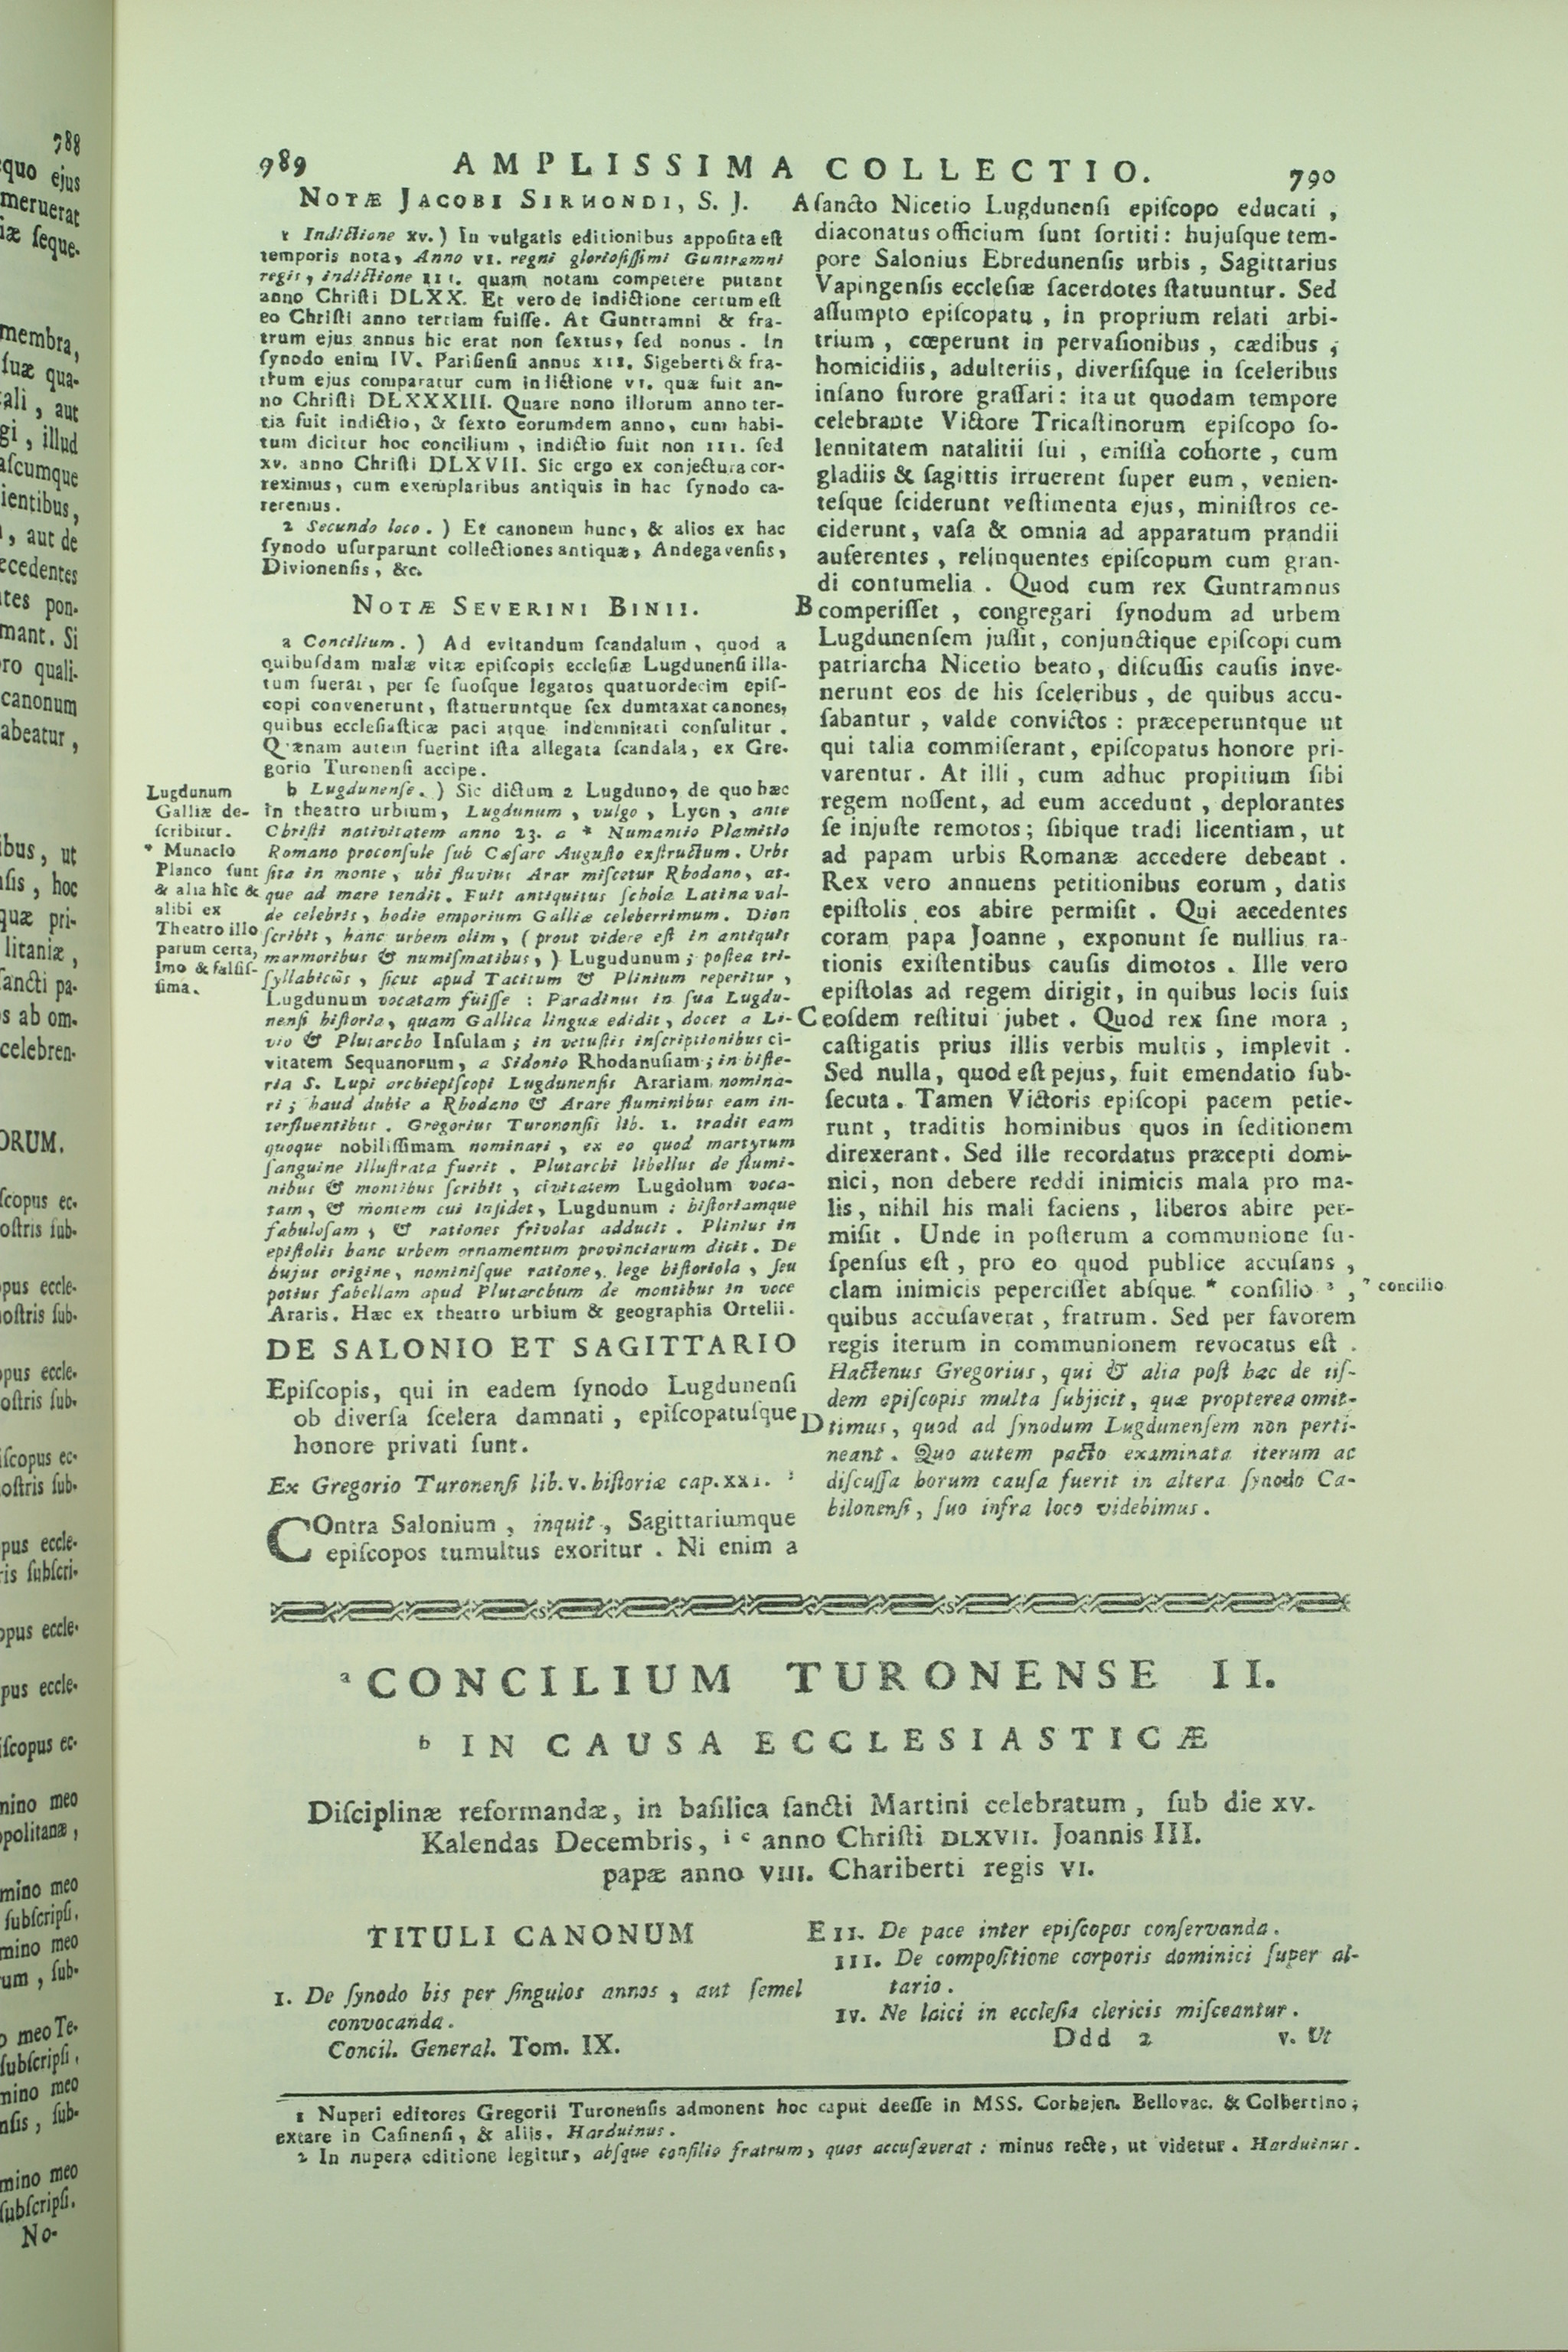 989 AMPLISSIMA COLLECTIO. 790
NOTÆ JACOBI SIRMONDI, S. J.
1 Indictione XV. ) In vulgatis editionibus apposita est
temporis nota, Anno VI. regni gloriosissimi Guntramni
regis, indictione III. quam notam competere putant
anno Christi DLXX. Et vero de indictione certum est
eo Christi anno tertiam fuisse. At Guntramni & fra-
trum ejus annus hic erat non sextus, sed nonus. In
synodo enim IV. Parisiensi annus XII. Sigeberti & fra-
trum ejus comparatur cum indictione VI. quæ fuit an-
no Christi DLXXXIII. Quare nono illorum anno ter-
tia fuit indictio, & sexto eorumdem anno, cum habi-
tum dicitur hoc concilium, indictio fuit non III. sed
XV. anno Christi DLXVII. Sic ergo ex conjectura cor-
reximus, cum exemplaribus antiquis in hac synodo ca-
reremus.
2 Secundo loco. ) Et canonem hunc, & alios ex hac
synodo usurparunt collectiones antiquæ, Andegavensis,
Divionensis, &c.
NOTÆ SEVERINI BINII.
a Concilium. ) Ad evitandum scandalum, quod a
quibusdam malæ vitæ episcopis ecclesiæ Lugdunensi illa-
tum fuerat, per se suosque legatos quatuordecim epis-
copi convenerunt, statueruntque sex dumtaxat canones,
quibus ecclesiasticæ paci atque indemnitati consulitur.
Quænam autem fuerint ista allegata scandala, ex Gre-
gorio Turonensi accipe.
b Lugdunense. ) Sic dictum a Lugduno, de quo hæc
in theatro urbium, Lugdunum, vulgo, Lyon, ante
Christi nativitatem anno 23. a * Numantio Plamitio
Romano proconsule sub Cæsare Augusto exstructum. Urbs
sita in monte, ubi fluvius Arar miscetur Rhodano, at-
que ad mare tendit. Fuit antiquitus schola Latina val-
de celebris, hodie emporium Galliæ celeberrimum. Dion
scribit, hanc urbem olim, (prout videre est in antiquis
marmoribus & numismatibus, ) Lugudunum; postea tri-
syllabicως, sicut apud Tacitum & Plinium reperitur,
Lugdunum vocatam fuisse: Paradinus in sua Lugdu-
nensi historia, quam Gallica lingua edidit, docet a Li-
vio & Plutarcho Insulam; in vetustis inscriptionibus ci-
vitatem Sequanorum, a Sidonio Rhodanusiam; in histo-
ria S. Lupi archiepiscopi Lugdunensis Arariam nomina-
ri; haud dubie a Rhodano & Arare fluminibus eam in-
terfluentibus. Gregorius Turonensis lib. 1. tradit eam
quoque nobilissimam nominari, ex eo quod martyrum
sanguine illustrata fuerit. Plutarchi libellus de flumi-
nibus & montibus scribit, civitatem Lugdolum voca-
tam, & montem cui insidet, Lugdunum: historiamque
fabulosam, & rationes frivolas adducit. Plinius in
epistolis hanc urbem ornamentum provinciarum dicit. De
hujus origine, nominisque ratione, lege historiola, seu
potius fabellam apud Plutarchum de montibus in voce
Araris. Hæc ex theatro urbium & geographia Ortelii.
Lugdunum
Galliæ de-
scribitur.
* Munacio
Planco sunt
& alia hic &
alibi ex
Theatro illo
parum certa,
imo & falsis-
sima.
DE SALONIO ET SAGITTARIO
Episcopis, qui in eadem synodo Lugdunensi
ob diversa scelera damnati, episcopatusque
honore privati sunt.
Ex Gregorio Turonensi lib. V. historiæ cap. XXI. 1
COntra Salonium, inquit, Sagittariumque
episcopos tumultus exoritur. Ni enim a
A sancto Nicetio Lugdunensi episcopo educati,
diaconatus officium sunt sortiti: hujusque tem-
pore Salonius Ebredunensis urbis, Sagittarius
Vapingensis ecclesiæ sacerdotes statuuntur. Sed
assumpto episcopatu, in proprium relati arbi-
trium, cœperunt in pervasionibus, cædibus,
homicidiis, adulteriis, diversisque in sceleribus
insano furore grassari: ita ut quodam tempore
celebrante Victore Tricastinorum episcopo so-
lennitatem natalitii sui, emissa cohorte, cum
gladiis & sagittis irruerent super eum, venien-
tesque sciderunt vestimenta ejus, ministros ce-
ciderunt, vasa & omnia ad apparatum prandii
auferentes, relinquentes episcopum cum gran-
di contumelia. Quod cum rex Guntramnus
B comperisset, congregari synodum ad urbem
Lugdunensem jussit, conjunctique episcopi cum
patriarcha Nicetio beato, discussis causis inve-
nerunt eos de his sceleribus, de quibus accu-
sabantur, valde convictos: præceperuntque ut
qui talia commiserant, episcopatus honore pri-
varentur. At illi, cum adhuc propitium sibi
regem nossent, ad eum accedunt, deplorantes
se injuste remotos; sibique tradi licentiam, ut
ad papam urbis Romanæ accedere debeant.
Rex vero annuens petitionibus eorum, datis
epistolis eos abire permisit. Qui accedentes
coram papa Joanne, exponunt se nullius ra-
tionis existentibus causis dimotos. Ille vero
epistolas ad regem dirigit, in quibus locis suis
C eosdem restitui jubet. Quod rex sine mora,
castigatis prius illis verbis multis, implevit.
Sed nulla, quod est pejus, fuit emendatio sub-
secuta. Tamen Victoris episcopi pacem petie-
runt, traditis hominibus quos in seditionem
direxerant. Sed ille recordatus præcepti domi-
nici, non debere reddi inimicis mala pro ma-
lis, nihil his mali faciens, liberos abire per-
misit. Unde in posterum a communione su-
spensus est, pro eo quod publice accusans,
clam inimicis pepercisset absque * consilio 2,
quibus accusaverat, fratrum. Sed per favorem
regis iterum in communionem revocatus est.
Hactenus Gregorius, qui & alia post hac de iis-
dem episcopis multa subjicit, quæ propterea omit-
D timus, quod ad synodum Lugdunensem non perti-
neant. Quo autem pacto examinata iterum ac
discussa horum causa fuerit in altera synodo Ca-
bilonensi, suo infra loco videbimus.
* concilio
a CONCILIUM TURONENSE II.
b IN CAUSA ECCLESIASTICÆ
Disciplinæ reformandæ, in basilica sancti Martini celebratum, sub die XV.
Kalendas Decembris, 1 c anno Christi DLXVII. Joannis III.
papæ anno VIII. Chariberti regis VI.
TITULI CANONUM
I. De synodo bis per singulos annos, aut semel
convocanda.
Concil. General. Tom. IX.
E II. De pace inter episcopos conservanda.
III. De compositione corporis dominici super al-
tario.
IV. Ne laici in ecclesia clericis misceantur.
Ddd 2 V. Ut
1 Nuperi editores Gregorii Turonensis admonent hoc caput deesse in MSS. Corbejen. Bellovac. & Colbertino;
extare in Casinensi, & aliis. Harduinus.
2 In nupera editione legitur, absque consilio fratrum, quos accusaverat: minus recte, ut videtur. Harduinus.